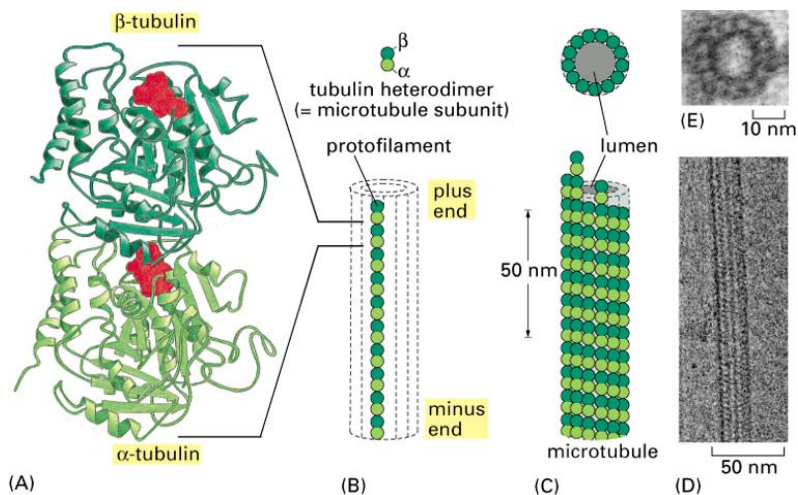 β-tubulin
α-tubulin
(A)
β
α
tubulin heterodimer
(= microtubule subunit)
protofilament
plus
end
minus
end
(B)
lumen
50 nm
microtubule
(C)
(E)
10 nm
50 nm
(D)